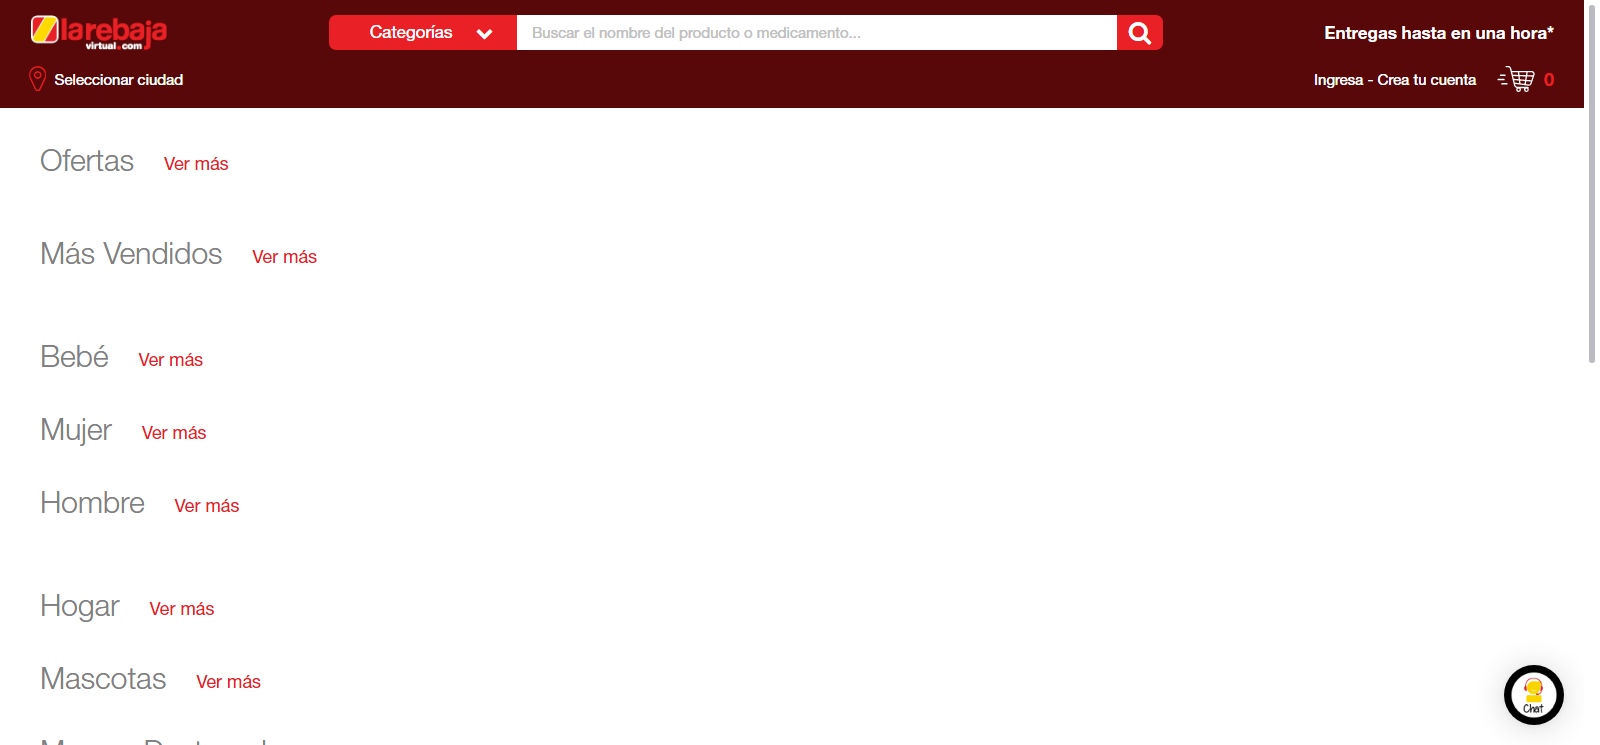 larebaja
virtual.com
Categorías
Buscar el nombre del producto o medicamento...
Entregas hasta en una hora*
Seleccionar ciudad
Ingresa - Crea tu cuenta
0
Ofertas Ver más
Más Vendidos Ver más
Bebé Ver más
Mujer Ver más
Hombre Ver más
Hogar Ver más
Mascotas Ver más
Chat